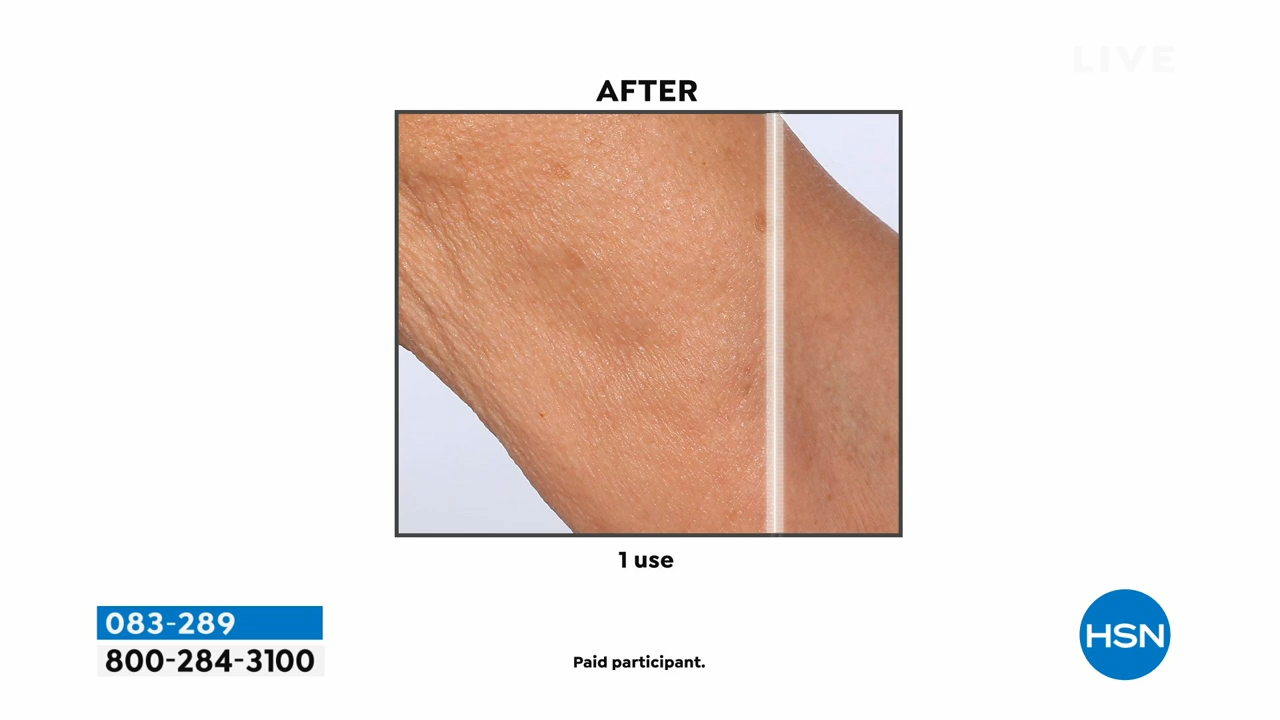 LIVE
AFTER
1 use
083-289
800-284-3100
Paid participant.
HSN